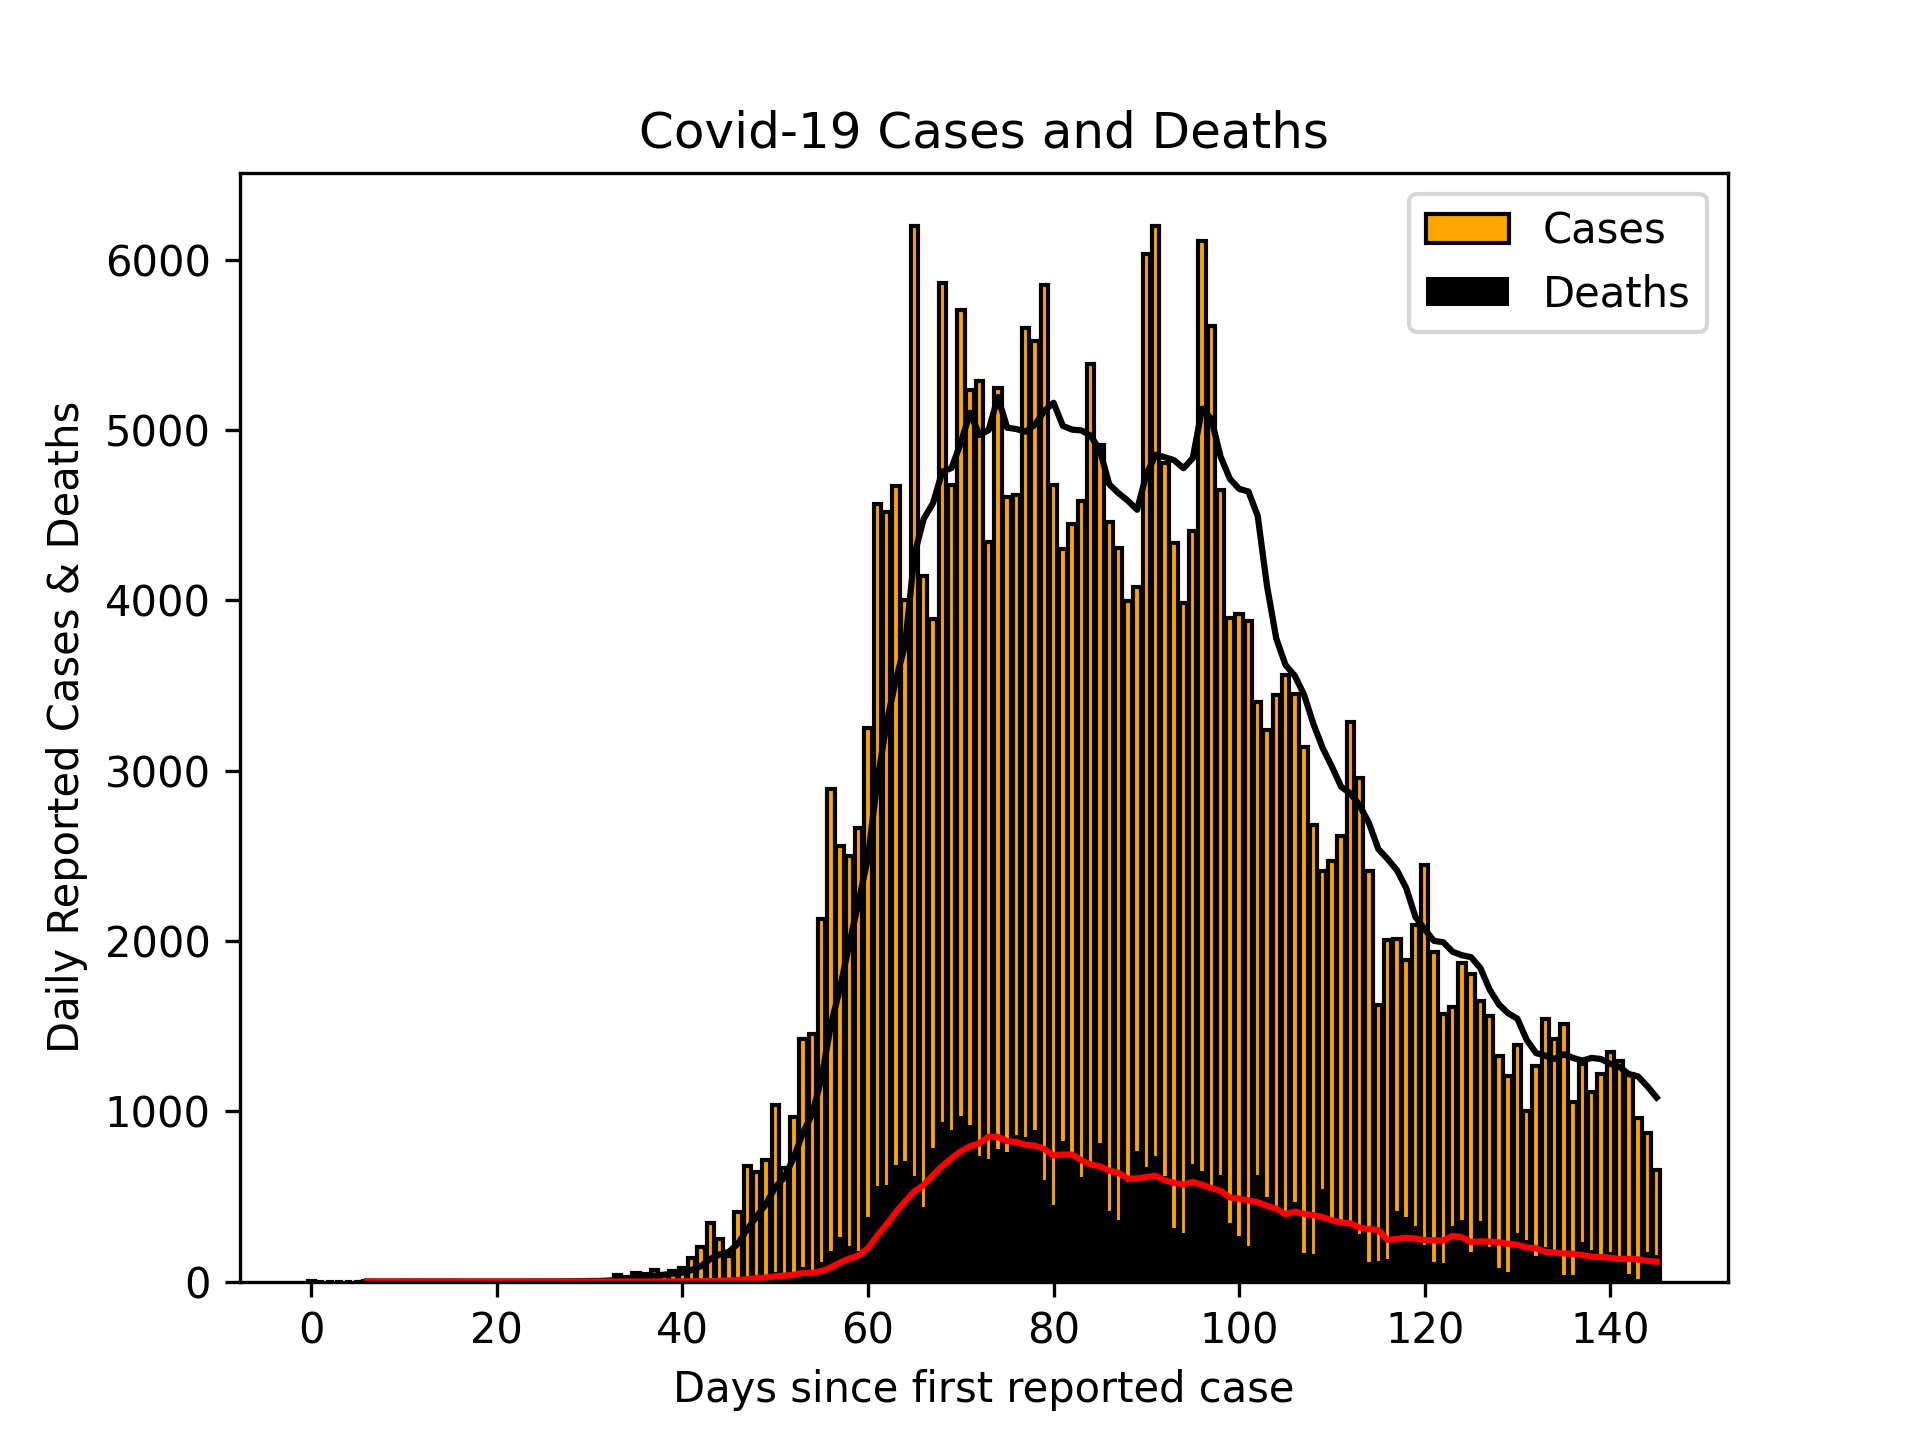 Covid-19 Cases and Deaths
Cases
Deaths
Daily Reported Cases & Deaths
6000
5000
4000
3000
2000
1000
0
0 20 40 60 80 100 120 140
Days since first reported case